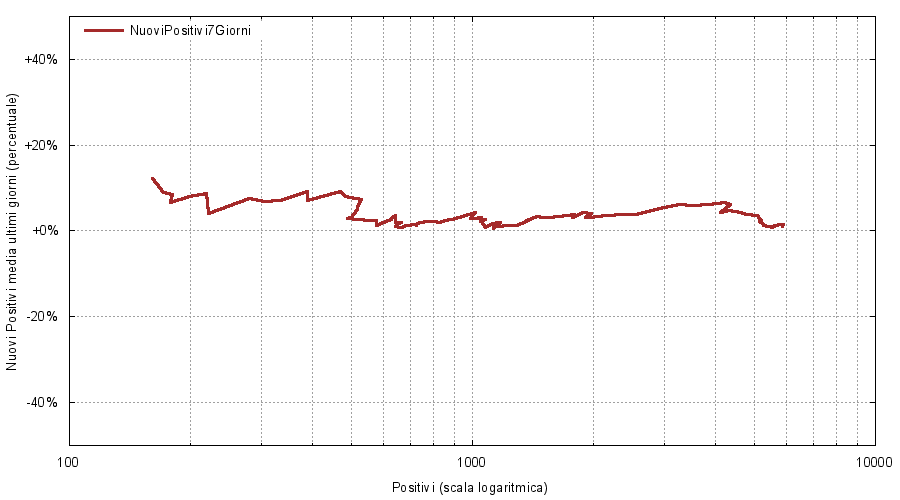 NuoviPositivi7Giorni
+40%
+20%
+0%
-20%
-40%
Nuovi Positivi media ultimi giorni (percentuale)
100
1000
10000
Positivi (scala logaritmica)